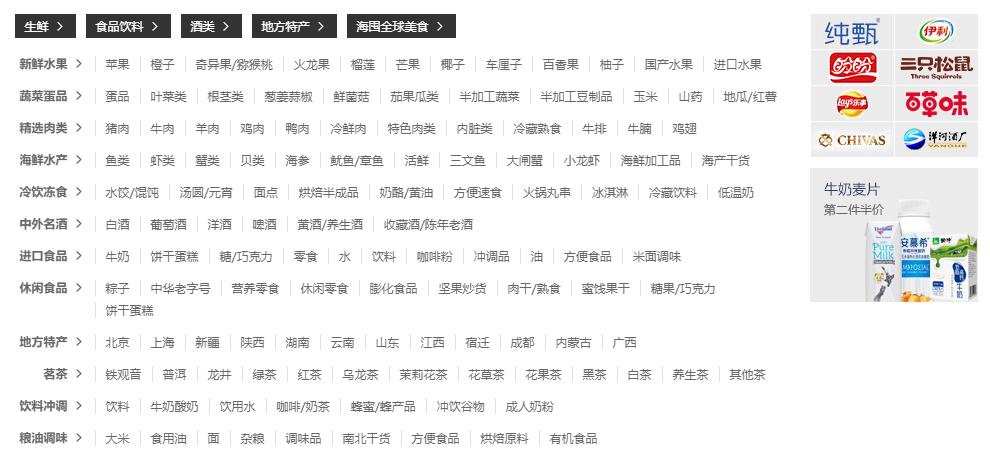 生鲜 > 食品饮料 > 酒类 > 地方特产 > 海囤全球美食 >
新鲜水果 > 苹果 橙子 奇异果/猕猴桃 火龙果 榴莲 芒果 椰子 车厘子 百香果 柚子 国产水果 进口水果
蔬菜蛋品 > 蛋品 叶菜类 根茎类 葱姜蒜椒 鲜菌菇 茄果瓜类 半加工蔬菜 半加工豆制品 玉米 山药 地瓜/红薯
精选肉类 > 猪肉 牛肉 羊肉 鸡肉 鸭肉 冷鲜肉 特色肉类 内脏类 冷藏熟食 牛排 牛腩 鸡翅
海鲜水产 > 鱼类 虾类 蟹类 贝类 海参 鱿鱼/章鱼 活鲜 三文鱼 大闸蟹 小龙虾 海鲜加工品 海产干货
冷饮冻食 > 水饺/馄饨 汤圆/元宵 面点 烘焙半成品 奶酪/黄油 方便速食 火锅丸串 冰淇淋 冷藏饮料 低温奶
中外名酒 > 白酒 葡萄酒 洋酒 啤酒 黄酒/养生酒 收藏酒/陈年老酒
进口食品 > 牛奶 饼干蛋糕 糖/巧克力 零食 水 饮料 咖啡粉 冲调品 油 方便食品 米面调味
休闲食品 > 粽子 中华老字号 营养零食 休闲零食 膨化食品 坚果炒货 肉干/熟食 蜜饯果干 糖果/巧克力
饼干蛋糕
地方特产 > 北京 上海 新疆 陕西 湖南 云南 山东 江西 宿迁 成都 内蒙古 广西
茗茶 > 铁观音 普洱 龙井 绿茶 红茶 乌龙茶 茉莉花茶 花草茶 花果茶 黑茶 白茶 养生茶 其他茶
饮料冲调 > 饮料 牛奶酸奶 饮用水 咖啡/奶茶 蜂蜜/蜂产品 冲饮谷物 成人奶粉
粮油调味 > 大米 食用油 面 杂粮 调味品 南北干货 方便食品 烘焙原料 有机食品
纯甄 伊利
盼盼 三只松鼠
Three Squirrels
Lay's乐事 百草味
CHIVAS 洋河酒厂
YANGHE
牛奶麦片
第二件半价
Theland
Pure
Milk
安慕希
蒙牛
牛奶